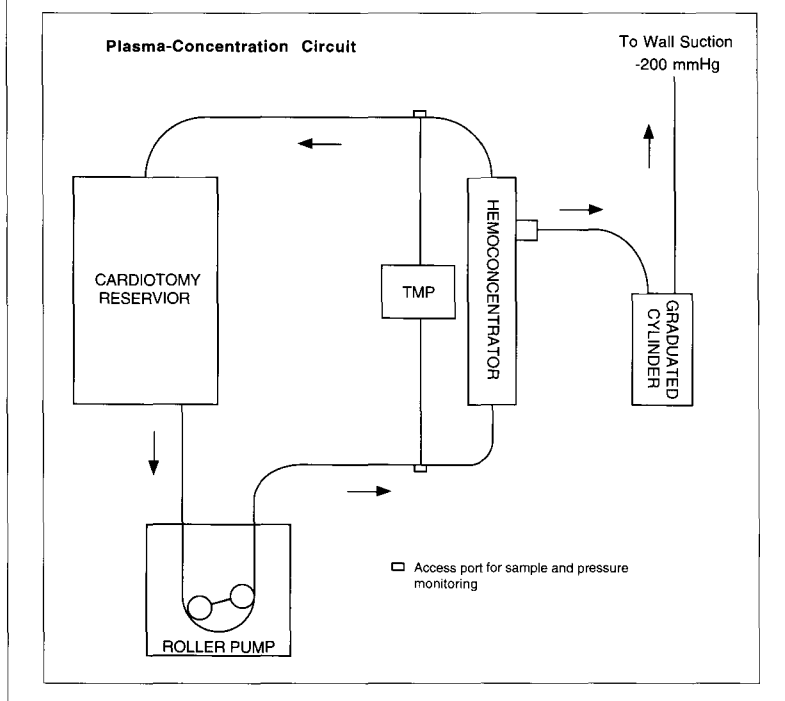 Plasma-Concentration Circuit
To Wall Suction
-200 mmHg
CARDIOTOMY
RESERVIOR
TMP
HEMOCONCENTRATOR
GRADUATED
CYLINDER
Access port for sample and pressure
monitoring
ROLLER PUMP